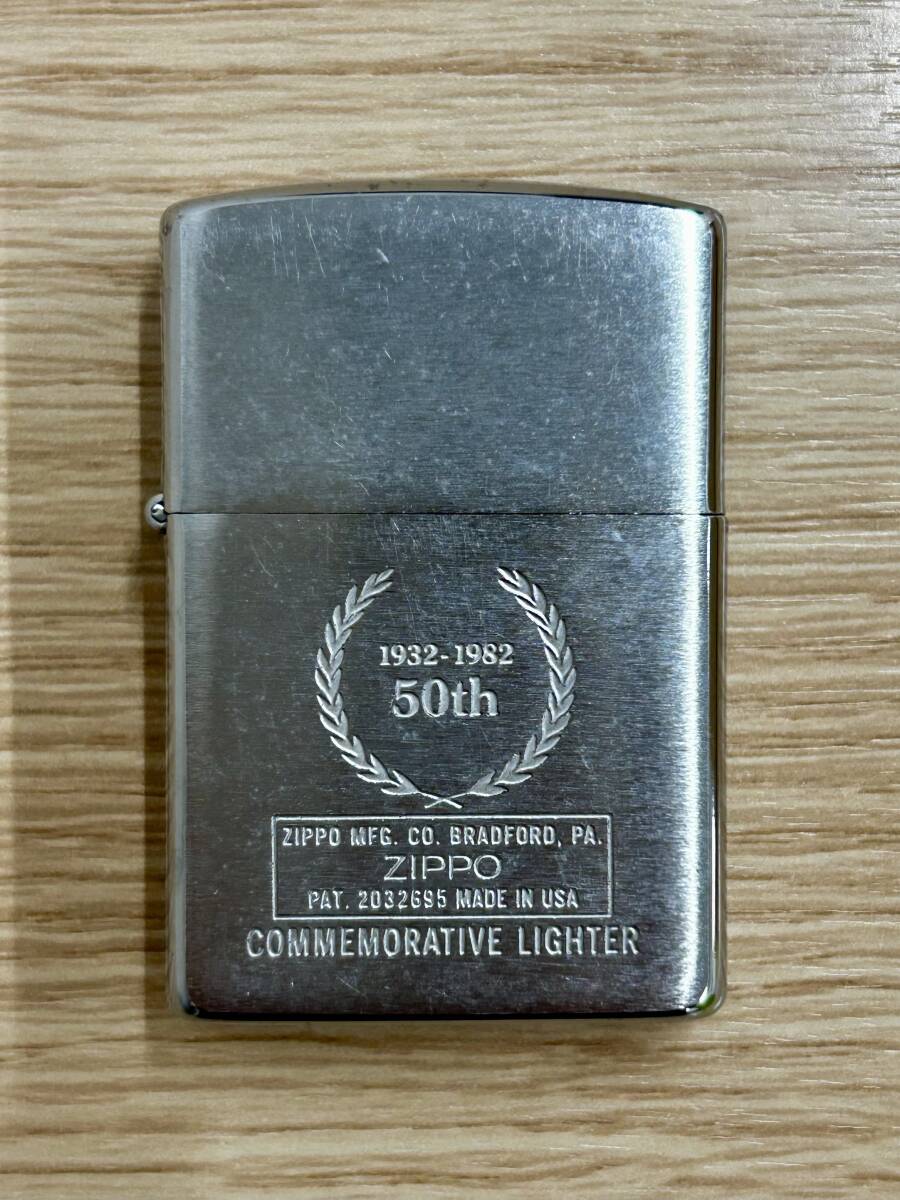 1932-1982
50th
ZIPPO MFG. CO. BRADFORD, PA.
ZIPPO
PAT. 2032695 MADE IN USA
COMMEMORATIVE LIGHTER